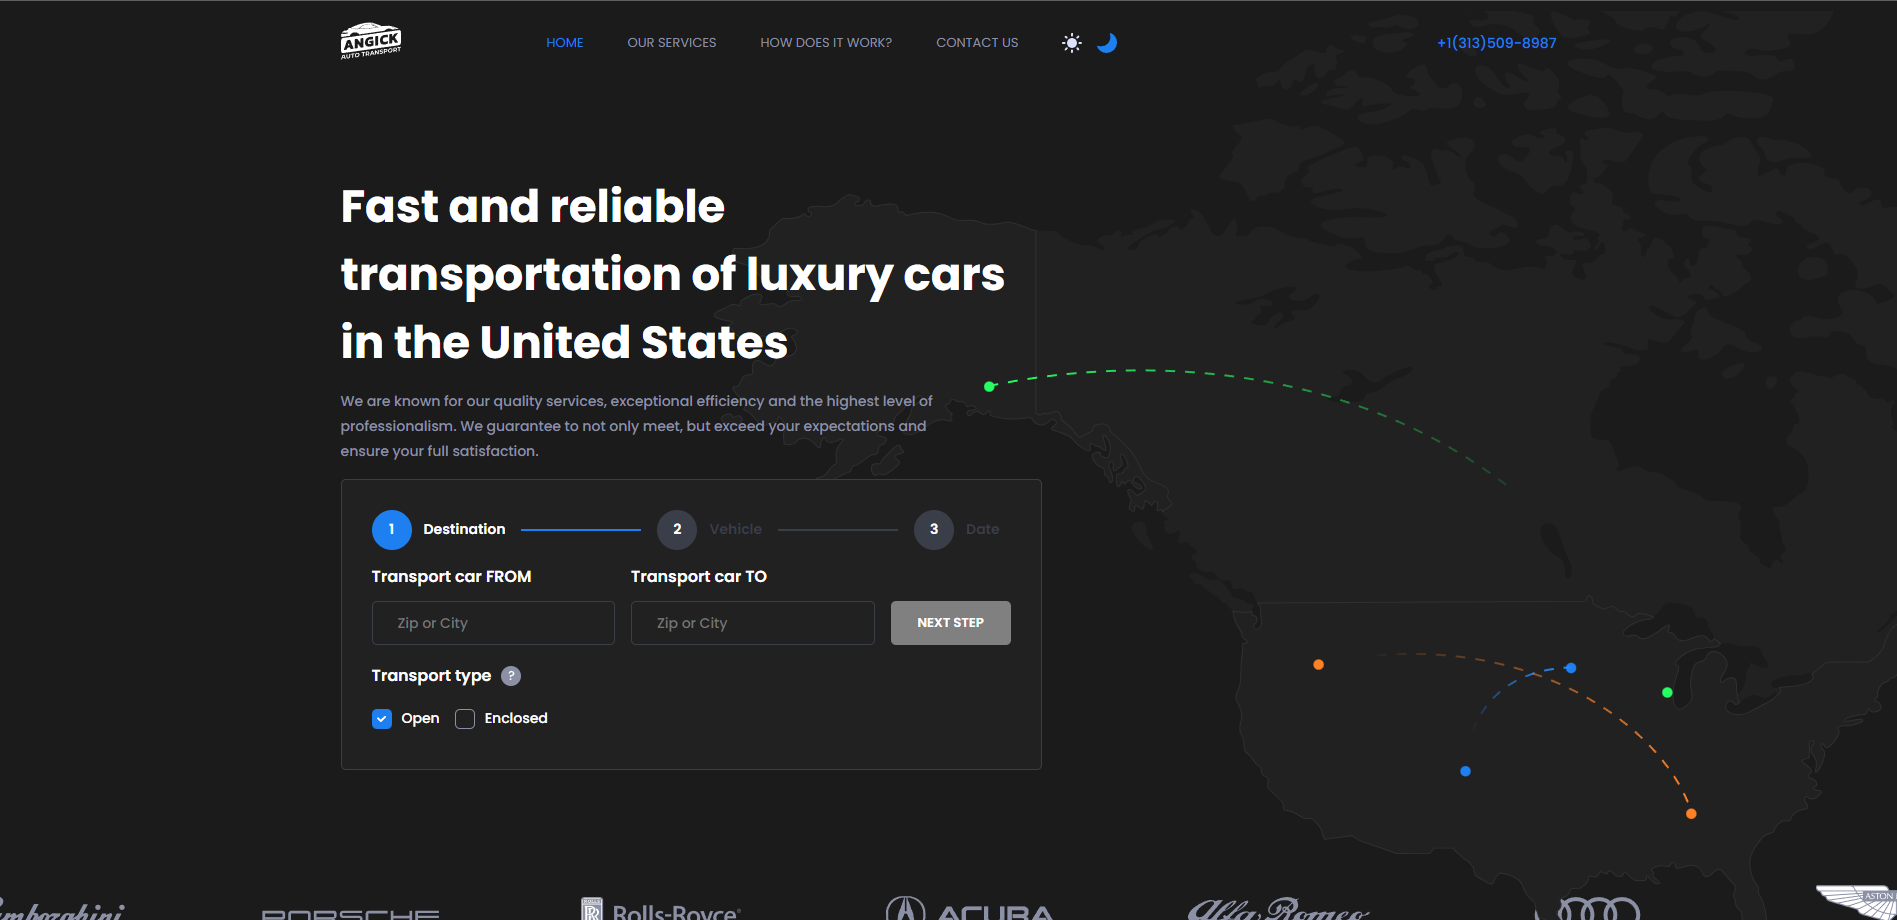 ANGICK
AUTO TRANSPORT
HOME
OUR SERVICES
HOW DOES IT WORK?
CONTACT US
+1(313)509-8987
Fast and reliable
transportation of luxury cars
in the United States
We are known for our quality services, exceptional efficiency and the highest level of
professionalism. We guarantee to not only meet, but exceed your expectations and
ensure your full satisfaction.
1 Destination
2 Vehicle
3 Date
Transport car FROM
Transport car TO
Zip or City
Zip or City
NEXT STEP
Transport type ?
Open
Enclosed
mborghini
PORSCHE
RR Rolls-Royce
ACURA
Alfa Romeo
ASTON